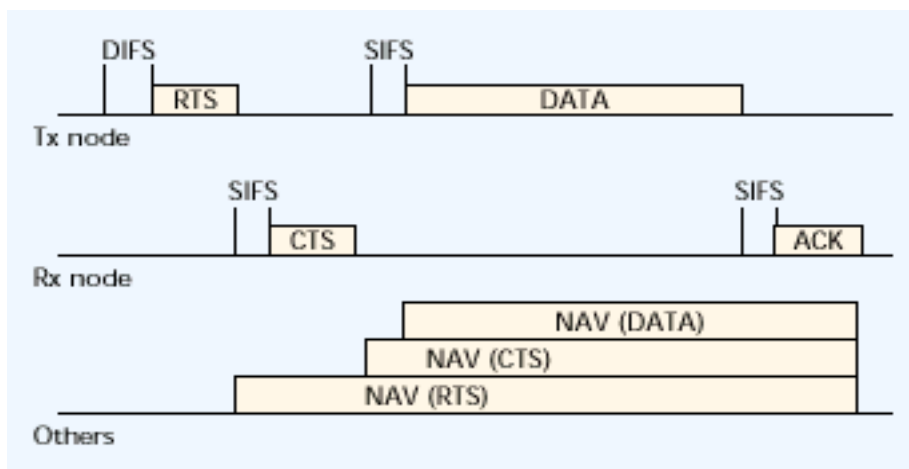 DIFS SIFS
RTS DATA
Tx node
SIFS SIFS
CTS ACK
Rx node
NAV (DATA)
NAV (CTS)
NAV (RTS)
Others